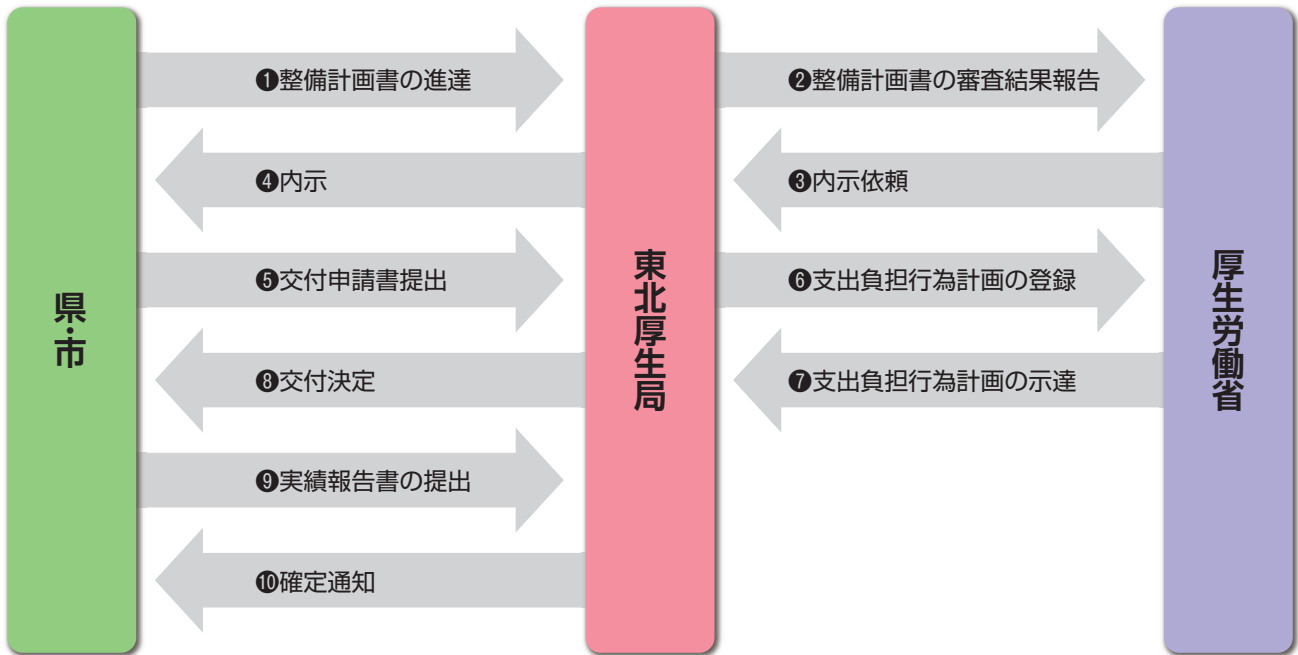 県・市
東北厚生局
厚生労働省
❶整備計画書の進達
❷整備計画書の審査結果報告
❹内示
❸内示依頼
❺交付申請書提出
❻支出負担行為計画の登録
❽交付決定
❼支出負担行為計画の示達
❾実績報告書の提出
❿確定通知